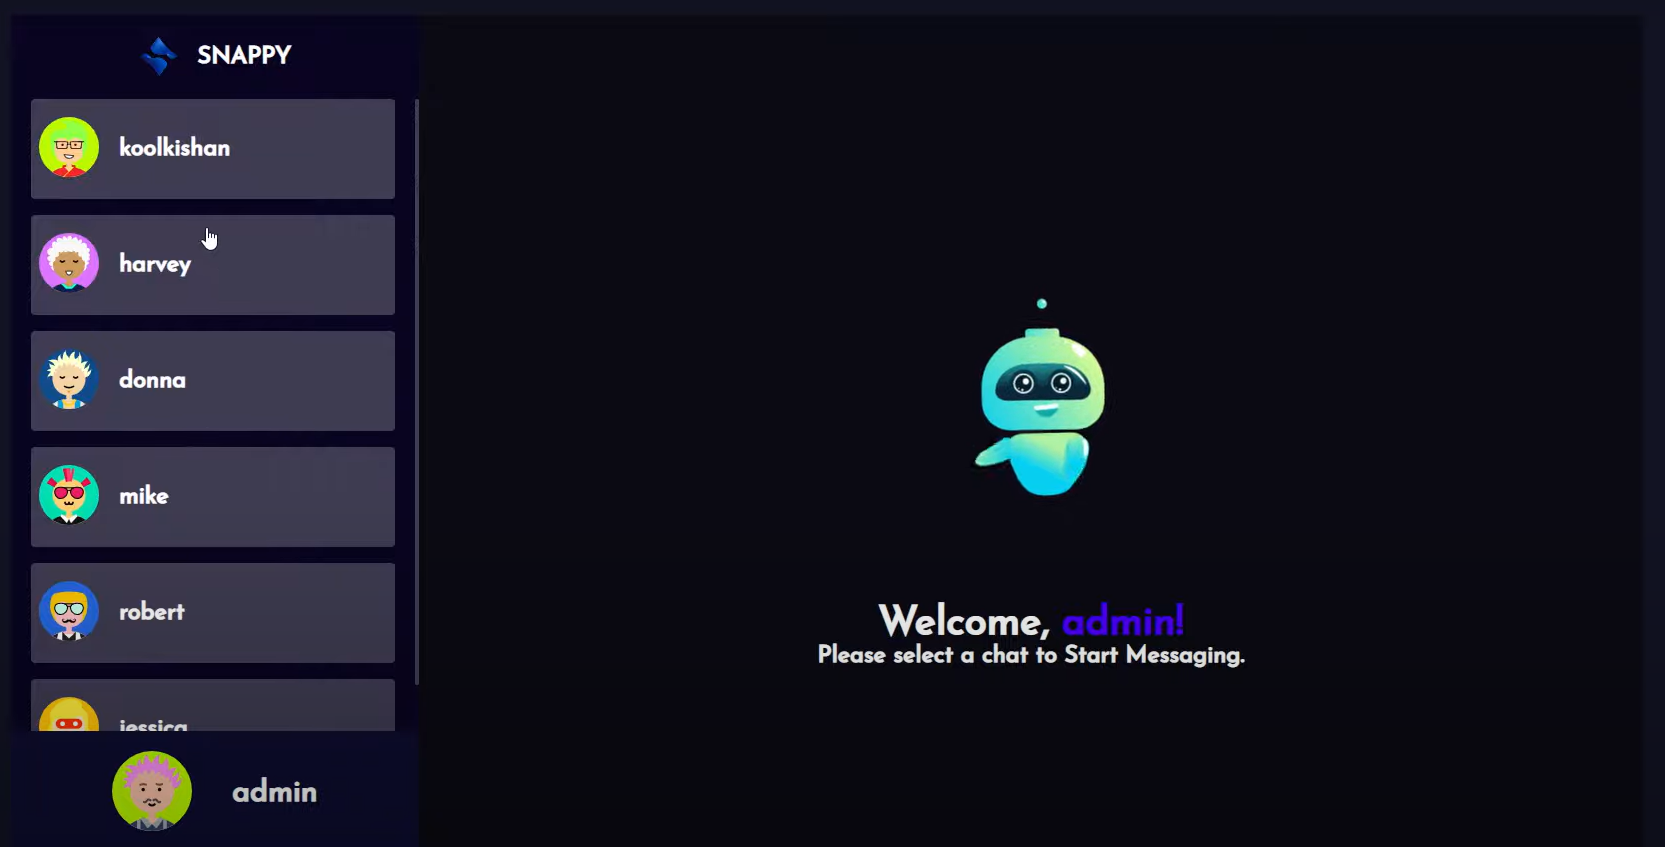 SNAPPY
koolkishan
harvey
donna
mike
robert
jessica
admin
Welcome, admin!
Please select a chat to Start Messaging.